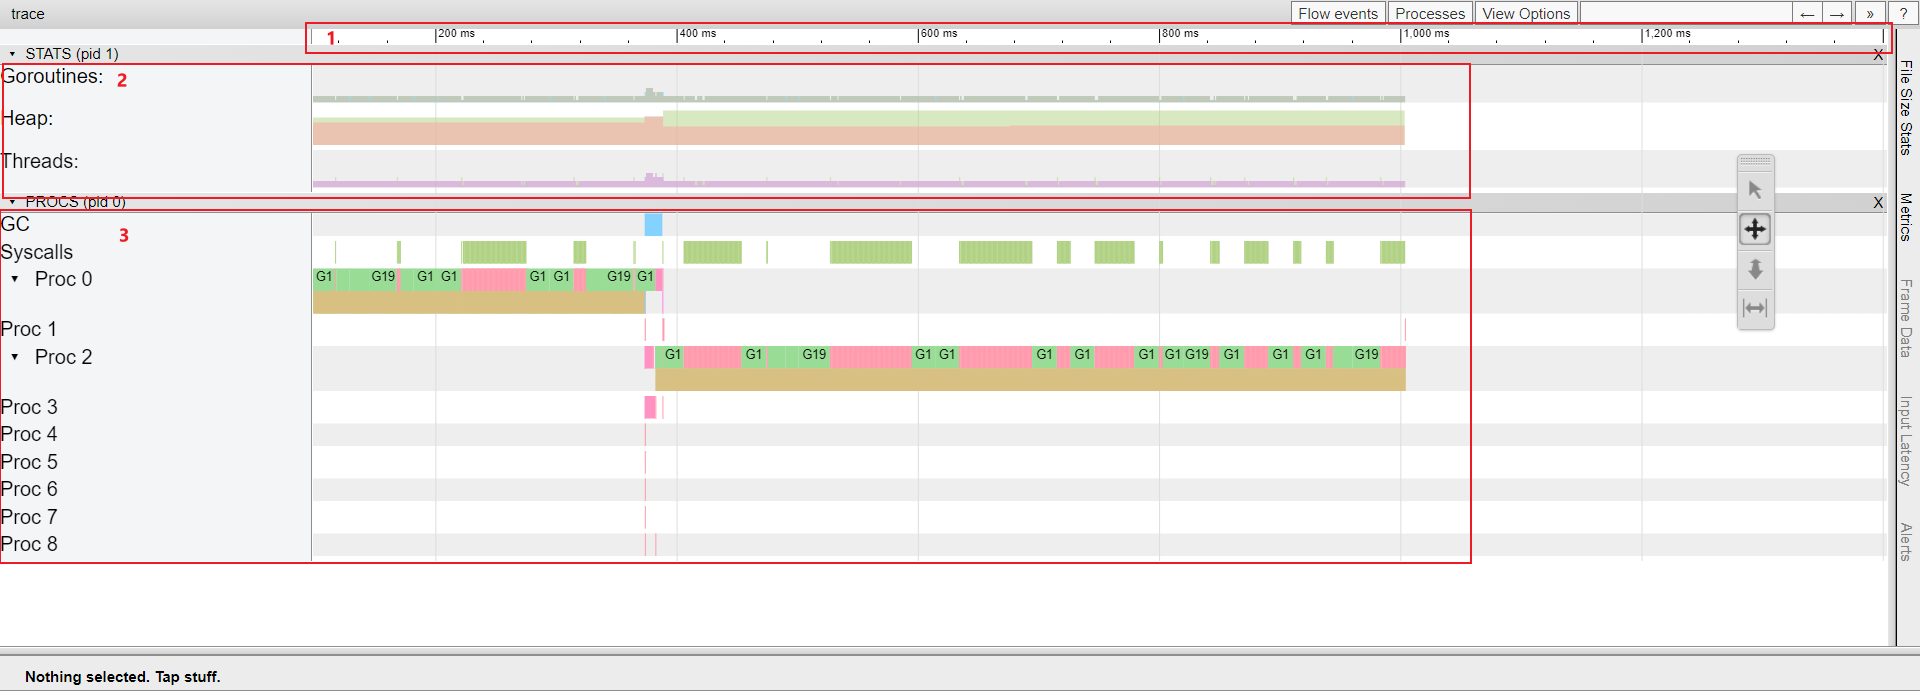 trace
Flow events Processes View Options ← → » ?
1 200 ms 400 ms 600 ms 800 ms 1,000 ms 1,200 ms
STATS (pid 1) X
Goroutines: 2
Heap:
Threads:
PROCS (pid 0) X
GC
3
Syscalls
Proc 0 G1 G19 G1 G1 G1 G1 G19 G1
Proc 1
Proc 2 G1 G1 G19 G1 G1 G1 G1 G1 G1 G19 G1 G1 G1 G19
Proc 3
Proc 4
Proc 5
Proc 6
Proc 7
Proc 8
File Size Stats
Metrics
Frame Data
Input Latency
Alerts
Nothing selected. Tap stuff.